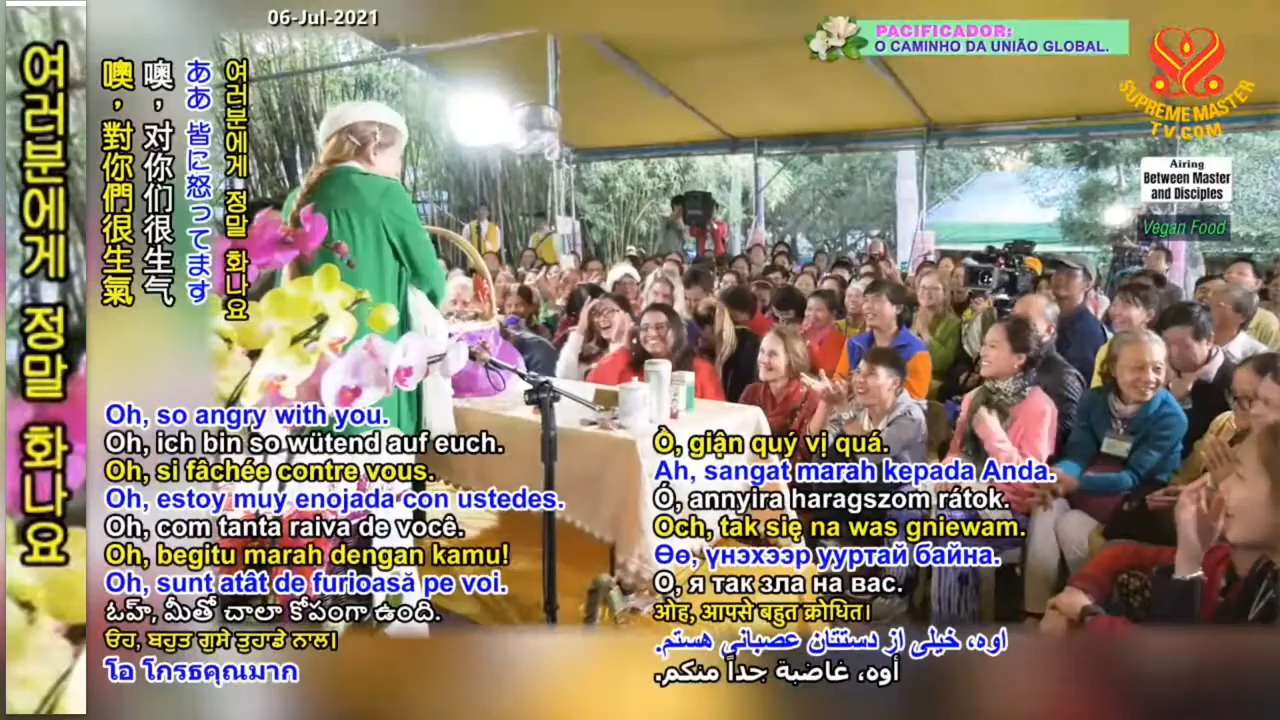 06-Jul-2021
PACIFICADOR:
O CAMINHO DA UNIÃO GLOBAL.
SUPREME MASTER
TV.COM
Airing
Between Master
and Disciples
Vegan Food
여러분에게 정말 화나요
噢，對你們很生氣
噢，对你们很生气
ああ 皆に怒ってます
여러분에게 정말 화나요
Oh, so angry with you.
Oh, ich bin so wütend auf euch.
Oh, si fâchée contre vous.
Oh, estoy muy enojada con ustedes.
Oh, com tanta raiva de você.
Oh, begitu marah dengan kamu!
Oh, sunt atât de furioasă pe voi.
ఓహ్, మీతో చాలా కోపంగా ఉంది.
ਓਹ, ਬਹੁਤ ਗੁਸੇ ਤੁਹਾਡੇ ਨਾਲ।
โอ โกรธคุณมาก
Ò, giận quý vị quá.
Ah, sangat marah kepada Anda.
Ó, annyira haragszom rátok.
Och, tak się na was gniewam.
Өө, үнэхээр ууртай байна.
О, я так зла на вас.
ओह, आपसे बहुत क्रोधित।
اوه، خیلی از دستتان عصبانی هستم.
أوه، غاضبة جداً منكم.